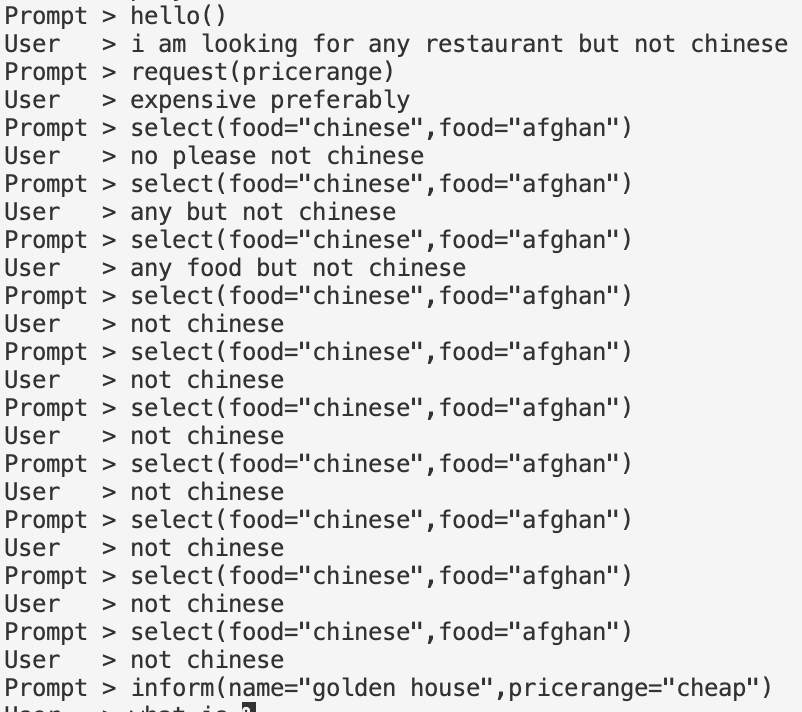 Prompt > hello()
User   > i am looking for any restaurant but not chinese
Prompt > request(pricerange)
User   > expensive preferably
Prompt > select(food="chinese",food="afghan")
User   > no please not chinese
Prompt > select(food="chinese",food="afghan")
User   > any but not chinese
Prompt > select(food="chinese",food="afghan")
User   > any food but not chinese
Prompt > select(food="chinese",food="afghan")
User   > not chinese
Prompt > select(food="chinese",food="afghan")
User   > not chinese
Prompt > select(food="chinese",food="afghan")
User   > not chinese
Prompt > select(food="chinese",food="afghan")
User   > not chinese
Prompt > select(food="chinese",food="afghan")
User   > not chinese
Prompt > select(food="chinese",food="afghan")
User   > not chinese
Prompt > select(food="chinese",food="afghan")
User   > not chinese
Prompt > inform(name="golden house",pricerange="cheap")
User   > what is